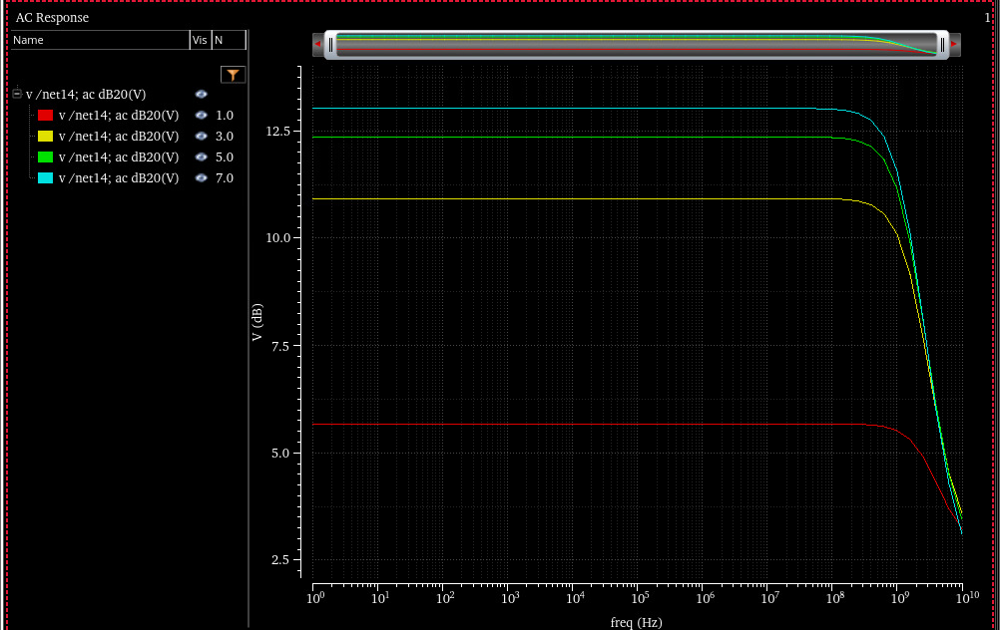 AC Response
1
Name Vis N
v /net14; ac dB20(V)
v /net14; ac dB20(V) 1.0
v /net14; ac dB20(V) 3.0
v /net14; ac dB20(V) 5.0
v /net14; ac dB20(V) 7.0
12.5
10.0
7.5
5.0
2.5
V (dB)
10⁰ 10¹ 10² 10³ 10⁴ 10⁵ 10⁶ 10⁷ 10⁸ 10⁹ 10¹⁰
freq (Hz)